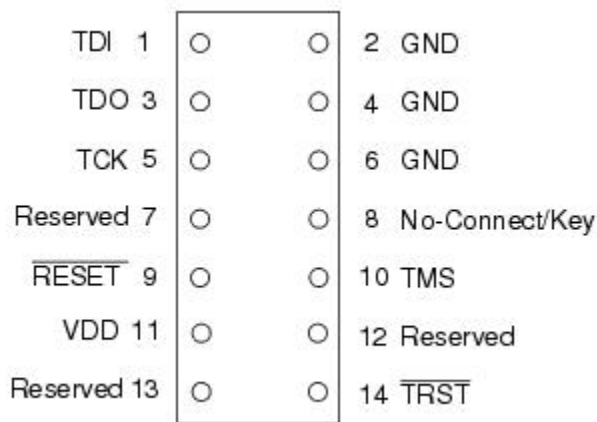 TDI 1 2 GND
TDO 3 4 GND
TCK 5 6 GND
Reserved 7 8 No-Connect/Key
RESET 9 10 TMS
VDD 11 12 Reserved
Reserved 13 14 TRST